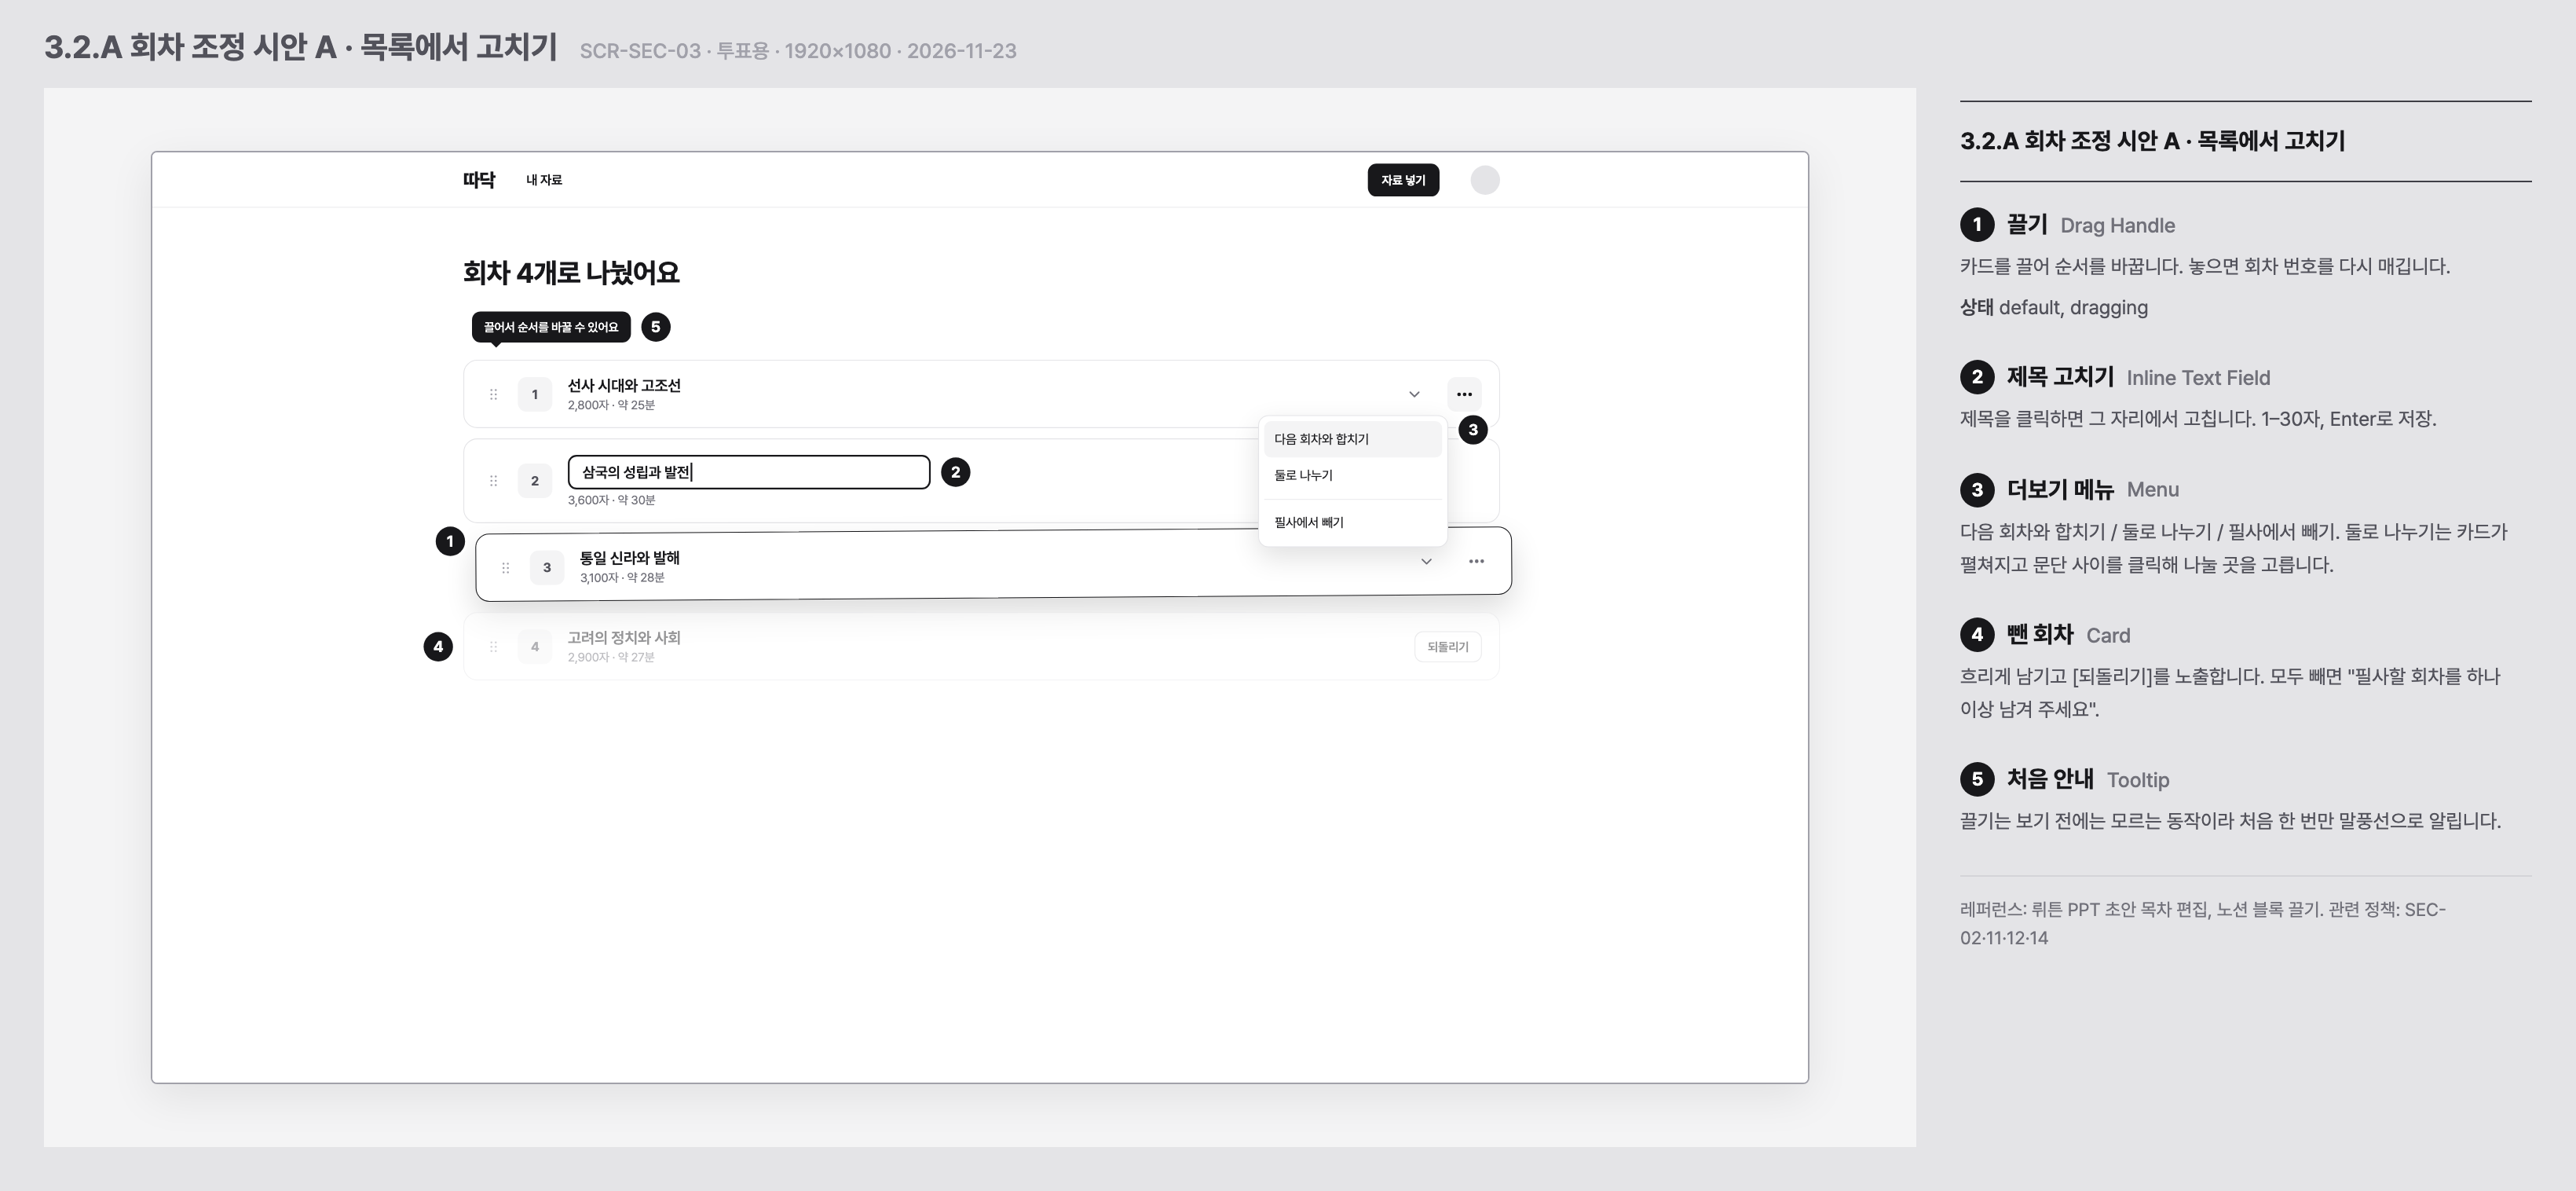 3.2.A 회차 조정 시안 A · 목록에서 고치기 SCR-SEC-03 · 투표용 · 1920×1080 · 2026-11-23
따닥 내 자료 자료 넣기
회차 4개로 나눴어요
끌어서 순서를 바꿀 수 있어요 5
1 선사 시대와 고조선
2,800자 · 약 25분
3
다음 회차와 합치기
둘로 나누기
필사에서 빼기
2 삼국의 성립과 발전 2
3,600자 · 약 30분
1
3 통일 신라와 발해
3,100자 · 약 28분
4
4 고려의 정치와 사회
2,900자 · 약 27분
되돌리기
3.2.A 회차 조정 시안 A · 목록에서 고치기
1 끌기 Drag Handle
카드를 끌어 순서를 바꿉니다. 놓으면 회차 번호를 다시 매깁니다.
상태 default, dragging
2 제목 고치기 Inline Text Field
제목을 클릭하면 그 자리에서 고칩니다. 1–30자, Enter로 저장.
3 더보기 메뉴 Menu
다음 회차와 합치기 / 둘로 나누기 / 필사에서 빼기. 둘로 나누기는 카드가
펼쳐지고 문단 사이를 클릭해 나눌 곳을 고릅니다.
4 뺀 회차 Card
흐리게 남기고 [되돌리기]를 노출합니다. 모두 빼면 "필사할 회차를 하나
이상 남겨 주세요".
5 처음 안내 Tooltip
끌기는 보기 전에는 모르는 동작이라 처음 한 번만 말풍선으로 알립니다.
레퍼런스: 뤼튼 PPT 초안 목차 편집, 노션 블록 끌기. 관련 정책: SEC-
02·11·12·14